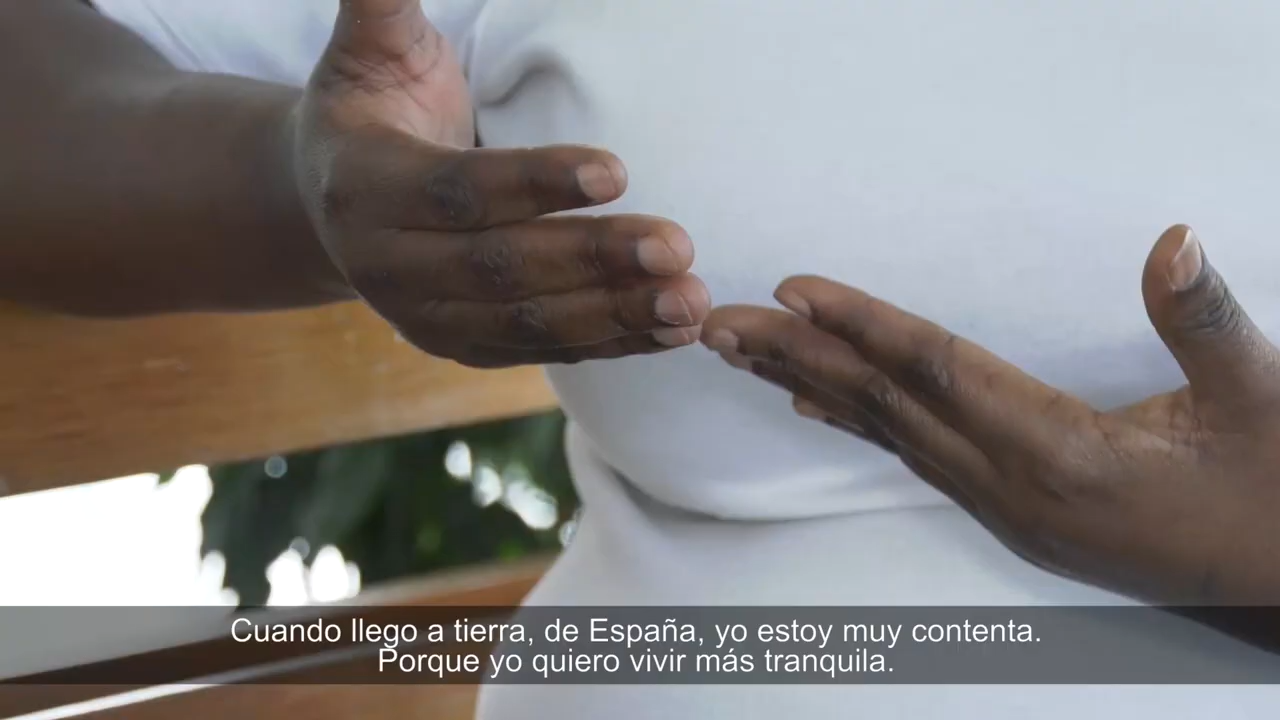 Cuando llego a tierra, de España, yo estoy muy contenta.
Porque yo quiero vivir más tranquila.